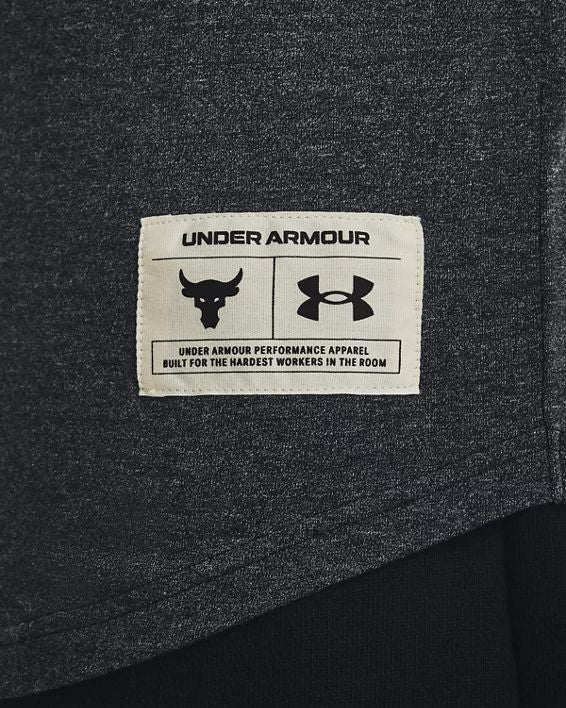 UNDER ARMOUR
UNDER ARMOUR PERFORMANCE APPAREL
BUILT FOR THE HARDEST WORKERS IN THE ROOM